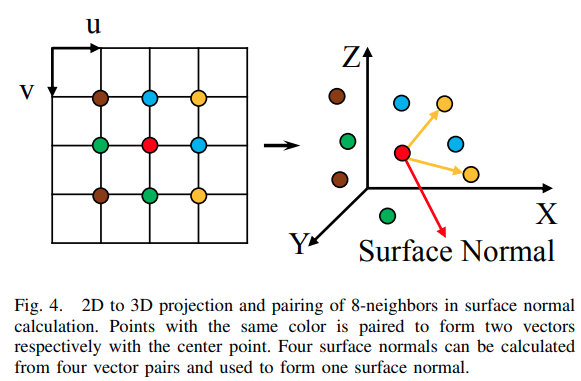 u
v
Z
X
Y
Surface Normal
Fig. 4. 2D to 3D projection and pairing of 8-neighbors in surface normal
calculation. Points with the same color is paired to form two vectors
respectively with the center point. Four surface normals can be calculated
from four vector pairs and used to form one surface normal.